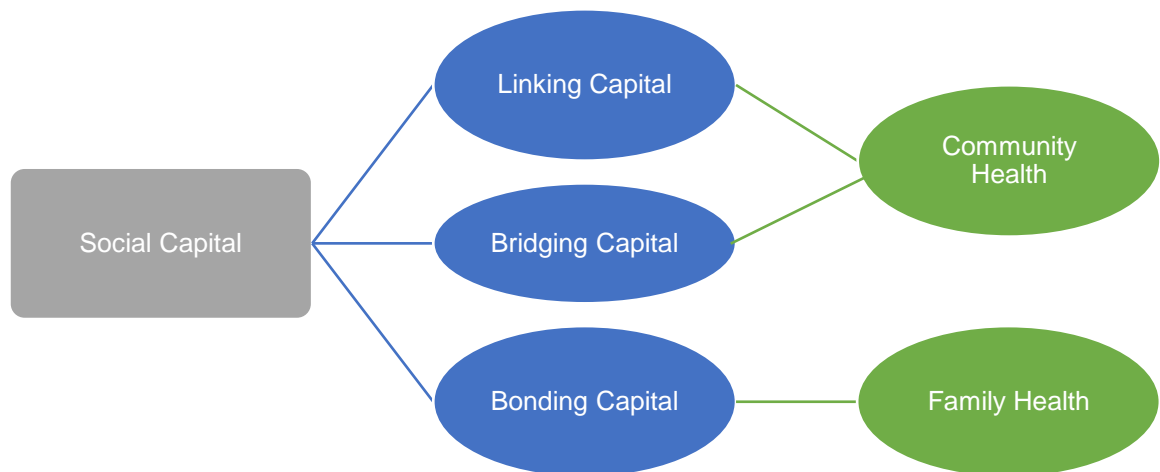 Linking Capital
Community
Health
Social Capital
Bridging Capital
Bonding Capital
Family Health